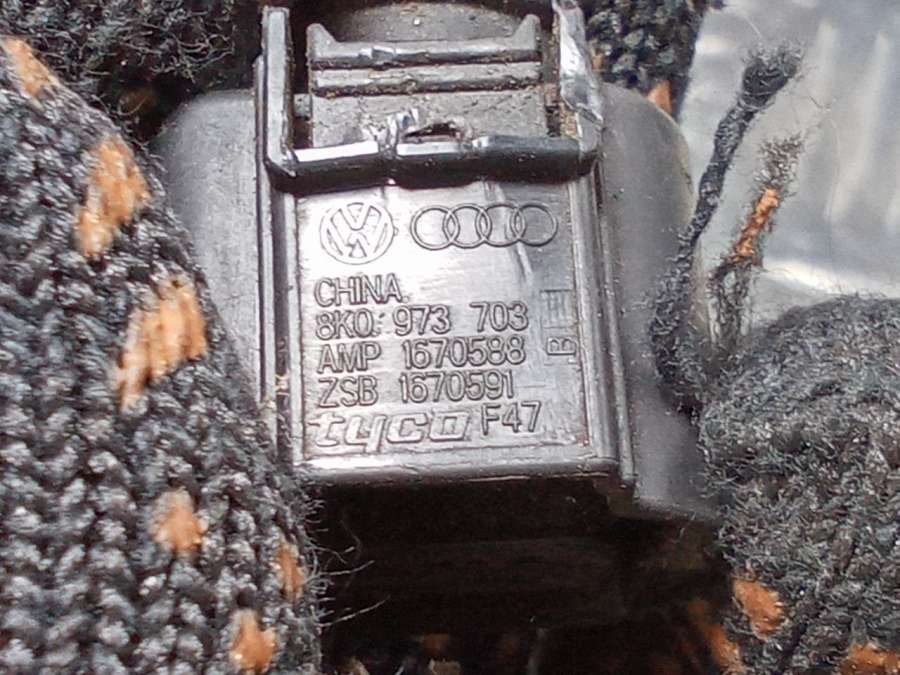 CHINA
8K0 973 703
AMP 1670588
ZSB 1670591
tyco F47
B